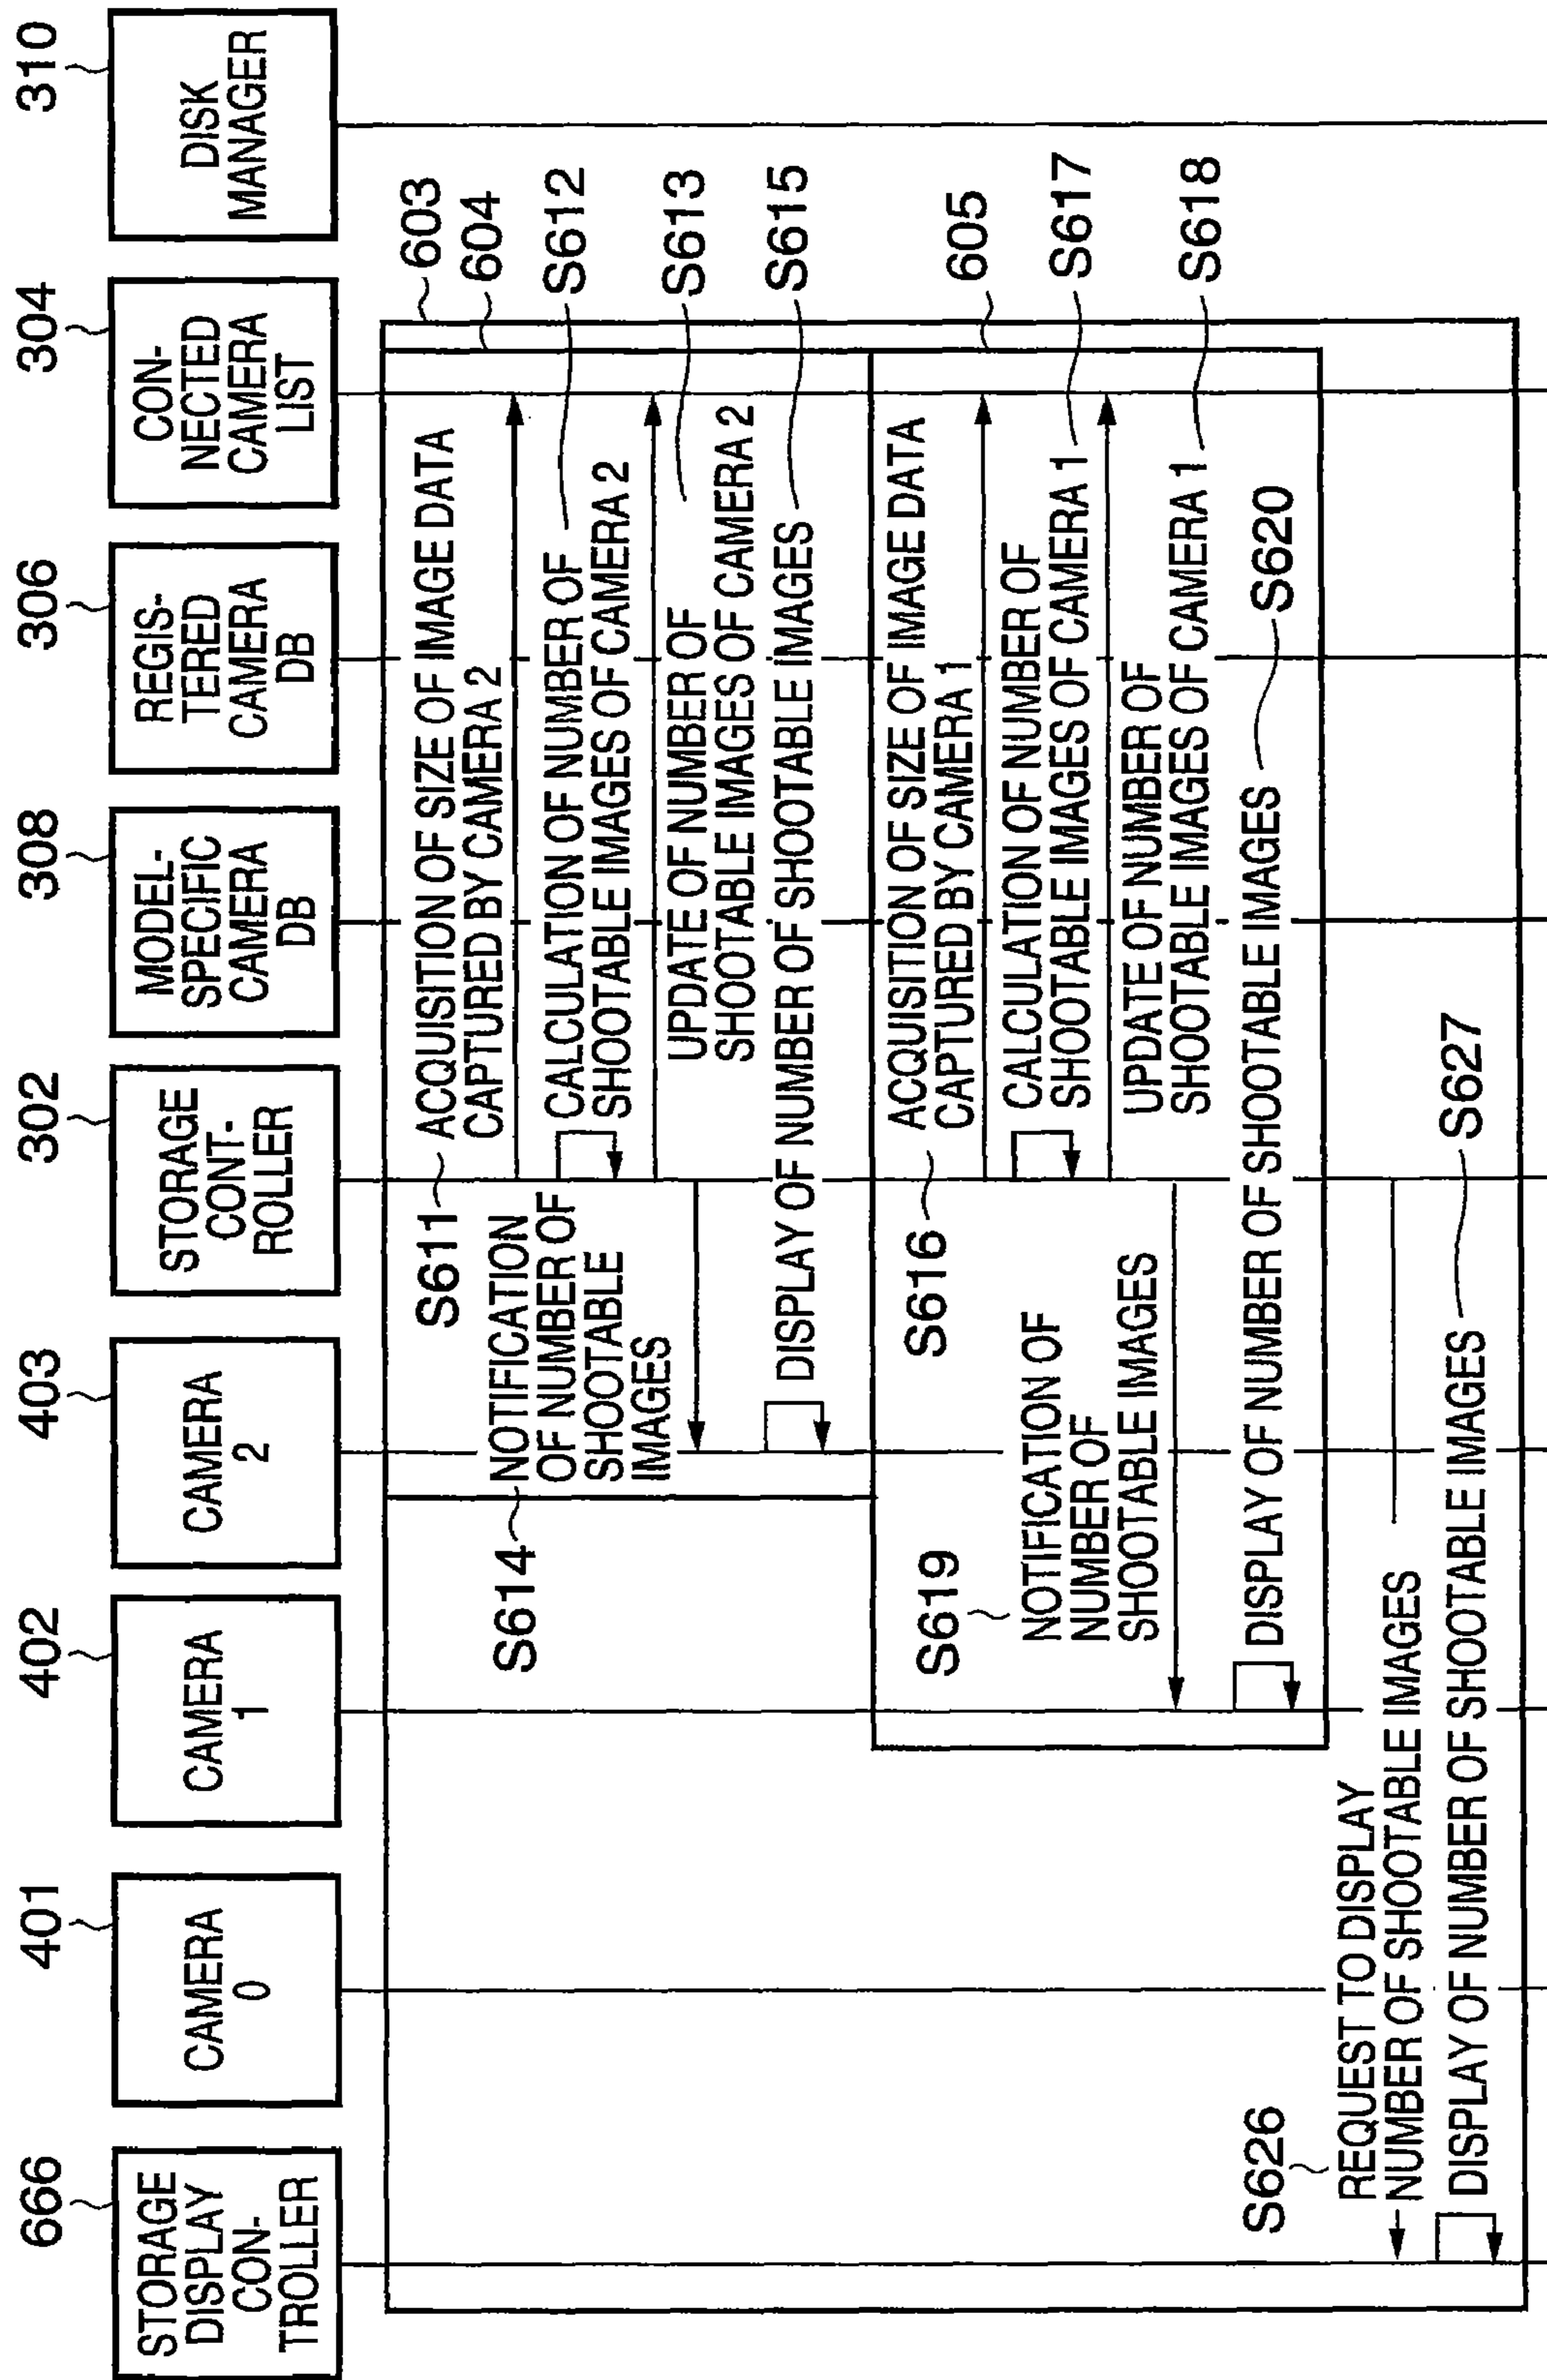 666
STORAGE
DISPLAY
CON-
TROLLER
401
CAMERA
0
402
CAMERA
1
403
CAMERA
2
302
STORAGE
CONT-
ROLLER
308
MODEL-
SPECIFIC
CAMERA
DB
306
REGIS-
TERED
CAMERA
DB
304
CON-
NECTED
CAMERA
LIST
310
DISK
MANAGER
603
604
S611
ACQUISITION OF SIZE OF IMAGE DATA
CAPTURED BY CAMERA 2
S612
CALCULATION OF NUMBER OF
SHOOTABLE IMAGES OF CAMERA 2
S613
UPDATE OF NUMBER OF
SHOOTABLE IMAGES OF CAMERA 2
S614
NOTIFICATION
OF NUMBER OF
SHOOTABLE
IMAGES
S615
DISPLAY OF NUMBER OF SHOOTABLE IMAGES
605
S616
ACQUISITION OF SIZE OF IMAGE DATA
CAPTURED BY CAMERA 1
S617
CALCULATION OF NUMBER OF
SHOOTABLE IMAGES OF CAMERA 1
S618
UPDATE OF NUMBER OF
SHOOTABLE IMAGES OF CAMERA 1
S619
NOTIFICATION OF
NUMBER OF
SHOOTABLE IMAGES
S620
DISPLAY OF NUMBER OF SHOOTABLE IMAGES
S626
REQUEST TO DISPLAY
NUMBER OF SHOOTABLE IMAGES
S627
DISPLAY OF NUMBER OF SHOOTABLE IMAGES